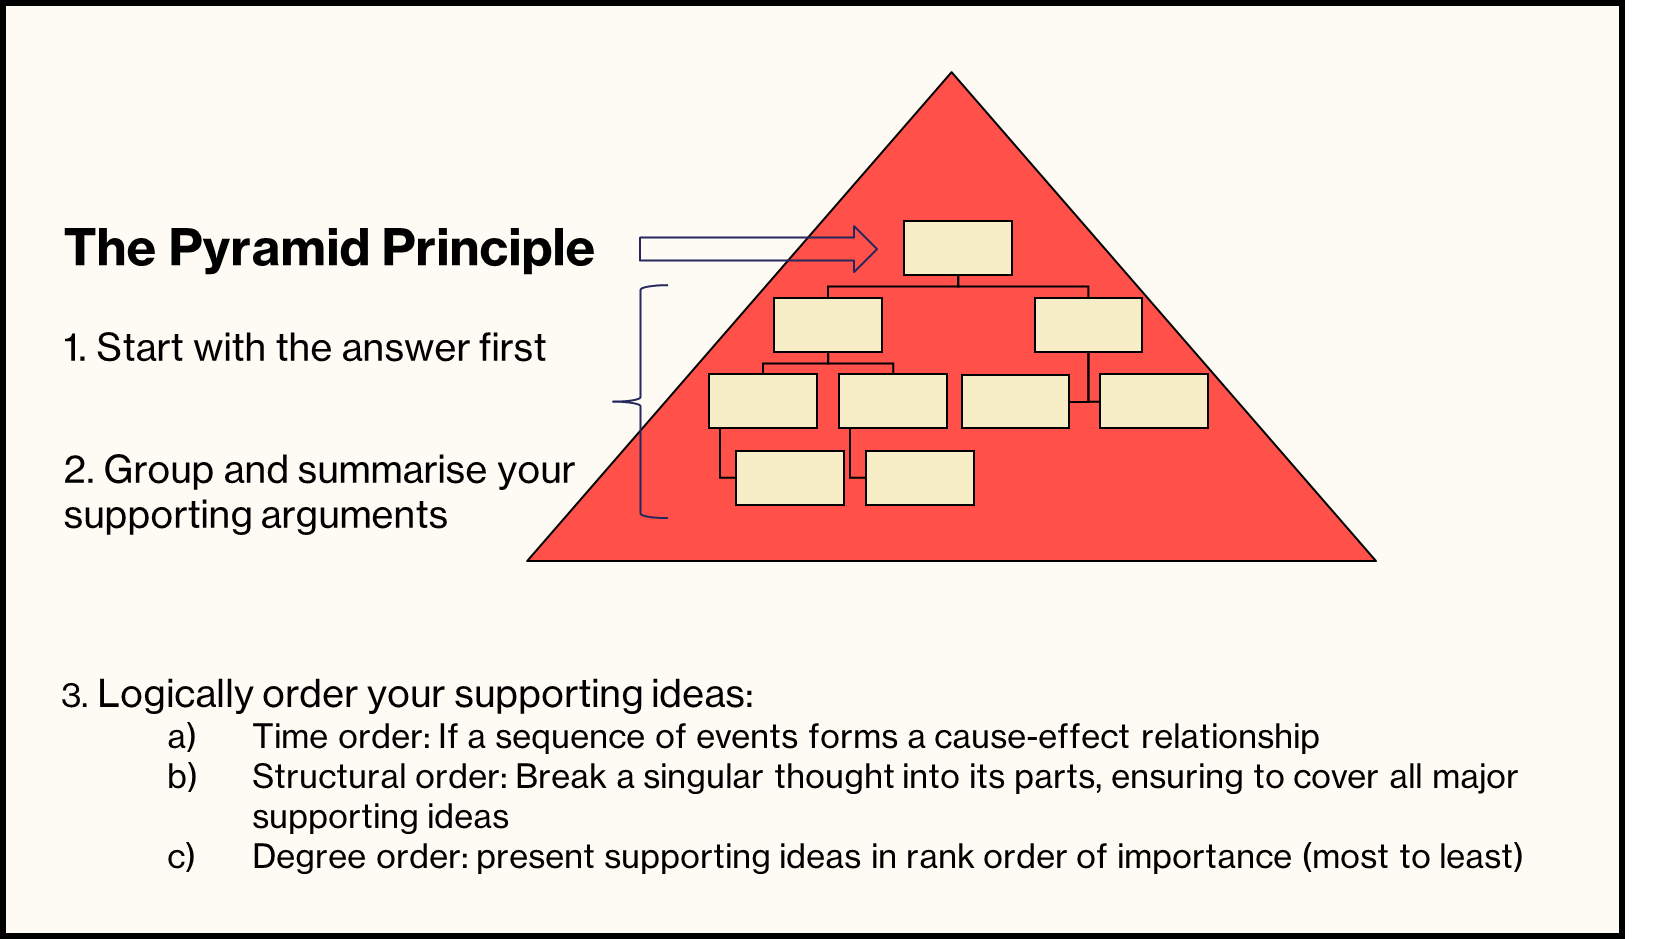 The Pyramid Principle
1. Start with the answer first
2. Group and summarise your
supporting arguments
3. Logically order your supporting ideas:
a) Time order: If a sequence of events forms a cause-effect relationship
b) Structural order: Break a singular thought into its parts, ensuring to cover all major
supporting ideas
c) Degree order: present supporting ideas in rank order of importance (most to least)